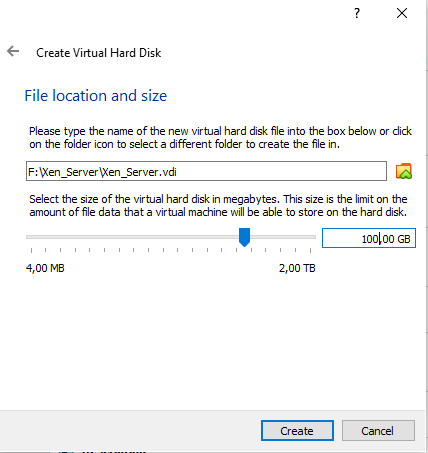 ?
Create Virtual Hard Disk
File location and size
Please type the name of the new virtual hard disk file into the box below or click
on the folder icon to select a different folder to create the file in.
F:\Xen_Server\Xen_Server.vdi
Select the size of the virtual hard disk in megabytes. This size is the limit on the
amount of file data that a virtual machine will be able to store on the hard disk.
100,00 GB
4,00 MB 2,00 TB
Create Cancel